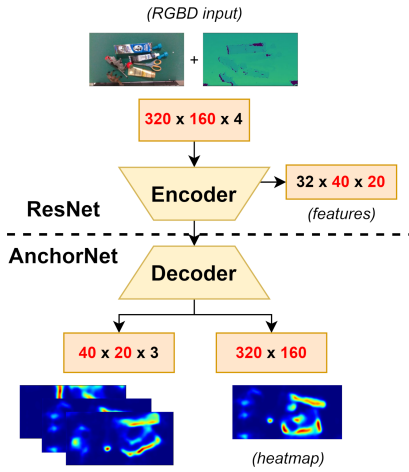 (RGBD input)
+
320 x 160 x 4
Encoder
32 x 40 x 20
(features)
ResNet
AnchorNet
Decoder
40 x 20 x 3
320 x 160
(heatmap)